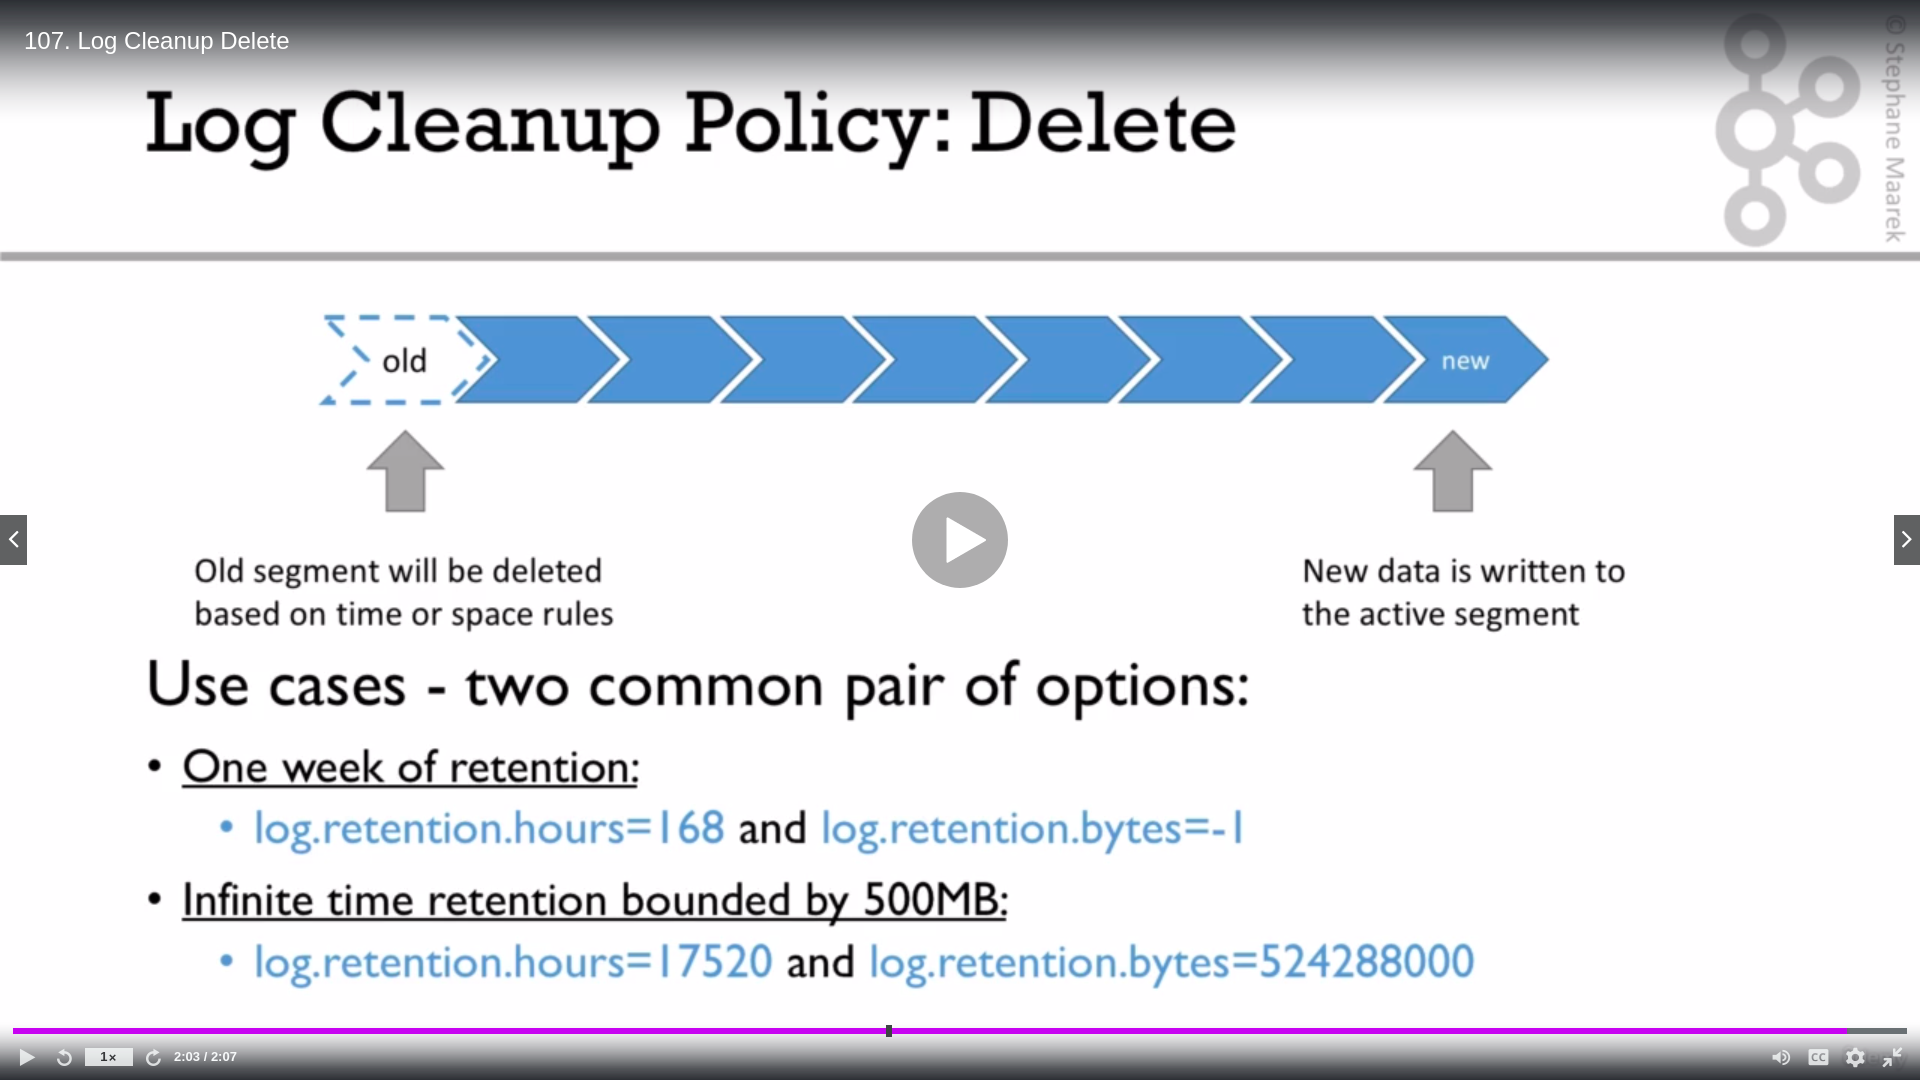 107. Log Cleanup Delete
© Stephane Maarek
Log Cleanup Policy: Delete
old
new
Old segment will be deleted
based on time or space rules
New data is written to
the active segment
Use cases - two common pair of options:
• One week of retention:
• log.retention.hours=168 and log.retention.bytes=-1
• Infinite time retention bounded by 500MB:
• log.retention.hours=17520 and log.retention.bytes=524288000
1×
2:03 / 2:07
CC